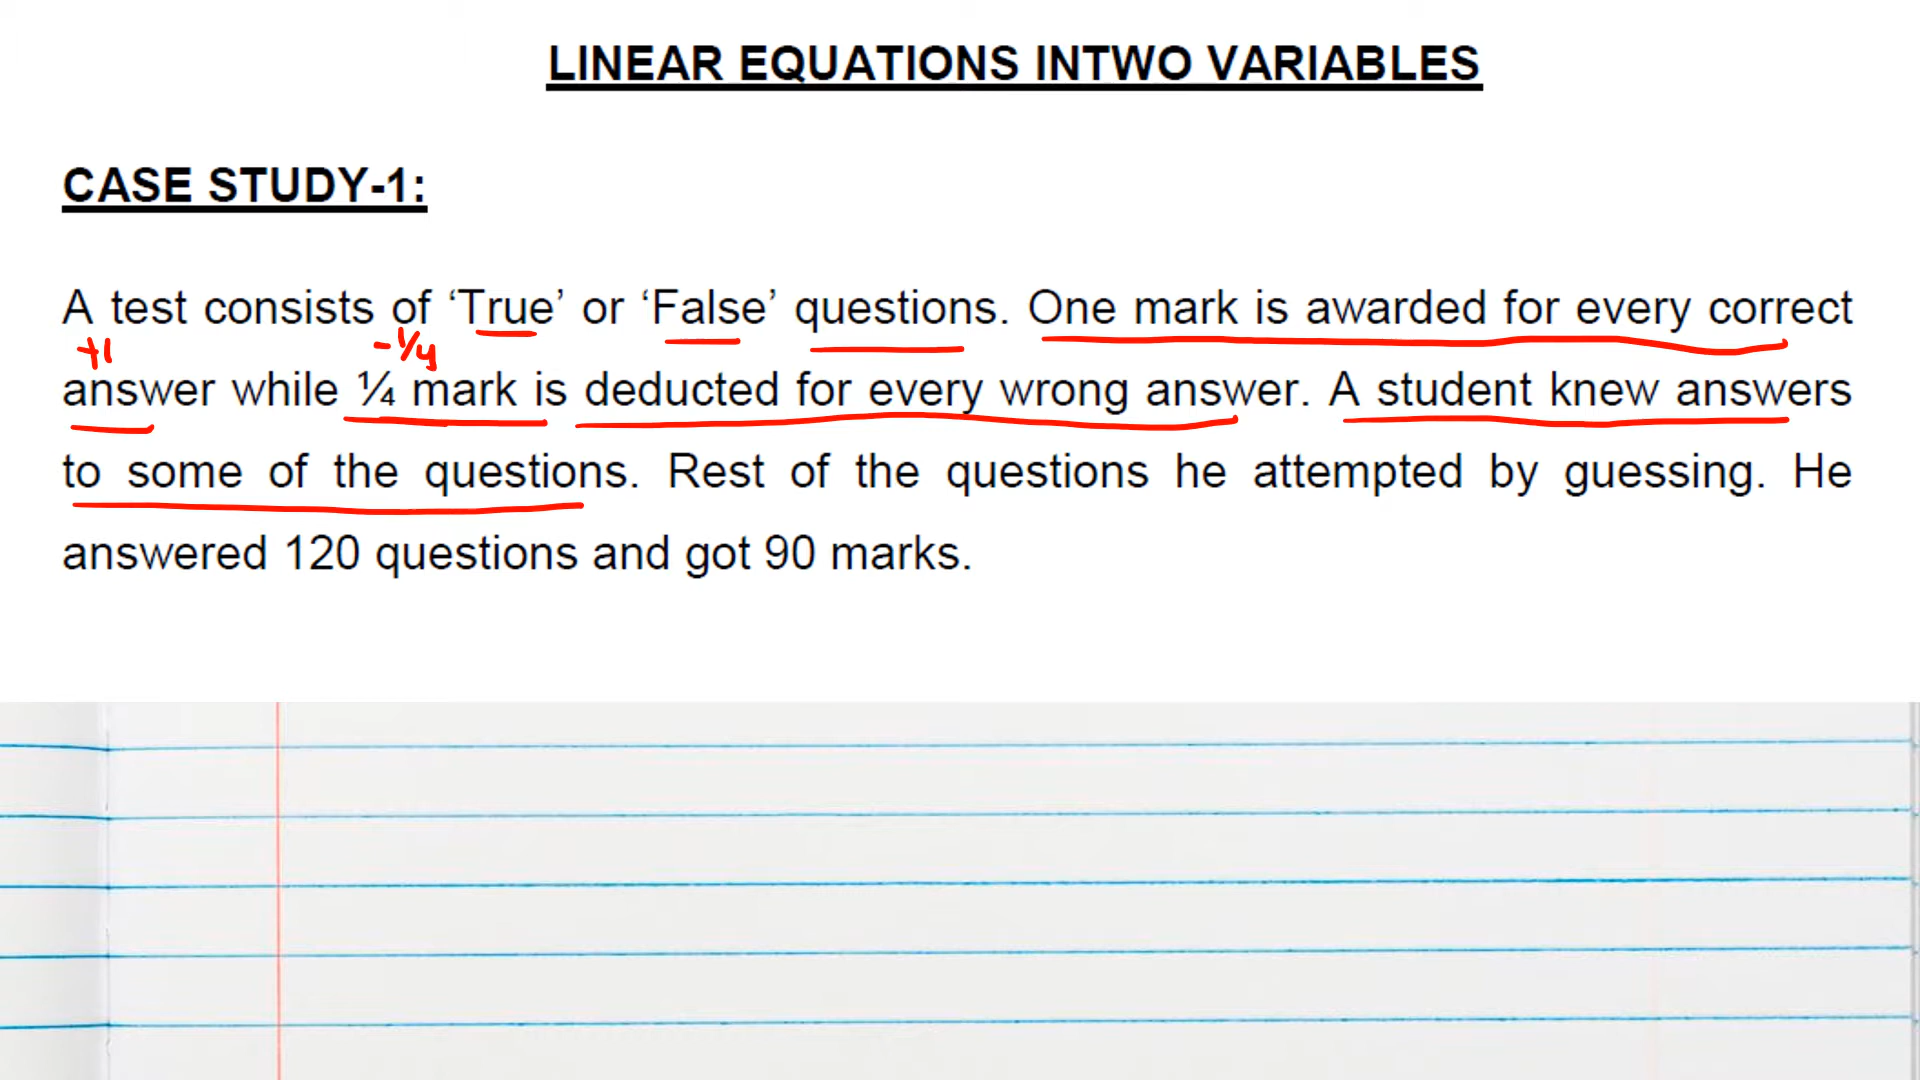 LINEAR EQUATIONS INTWO VARIABLES
CASE STUDY-1:
A test consists of ‘True’ or ‘False’ questions. One mark is awarded for every correct
+1 -1/4
answer while ¼ mark is deducted for every wrong answer. A student knew answers
to some of the questions. Rest of the questions he attempted by guessing. He
answered 120 questions and got 90 marks.